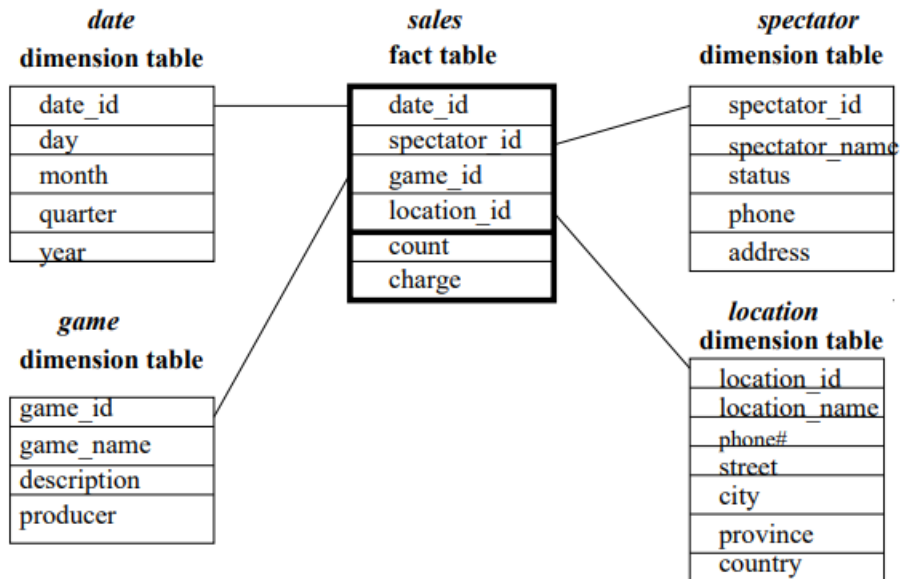 date
dimension table
date_id
day
month
quarter
year
sales
fact table
date_id
spectator_id
game_id
location_id
count
charge
spectator
dimension table
spectator_id
spectator_name
status
phone
address
game
dimension table
game_id
game_name
description
producer
location
dimension table
location_id
location_name
phone#
street
city
province
country